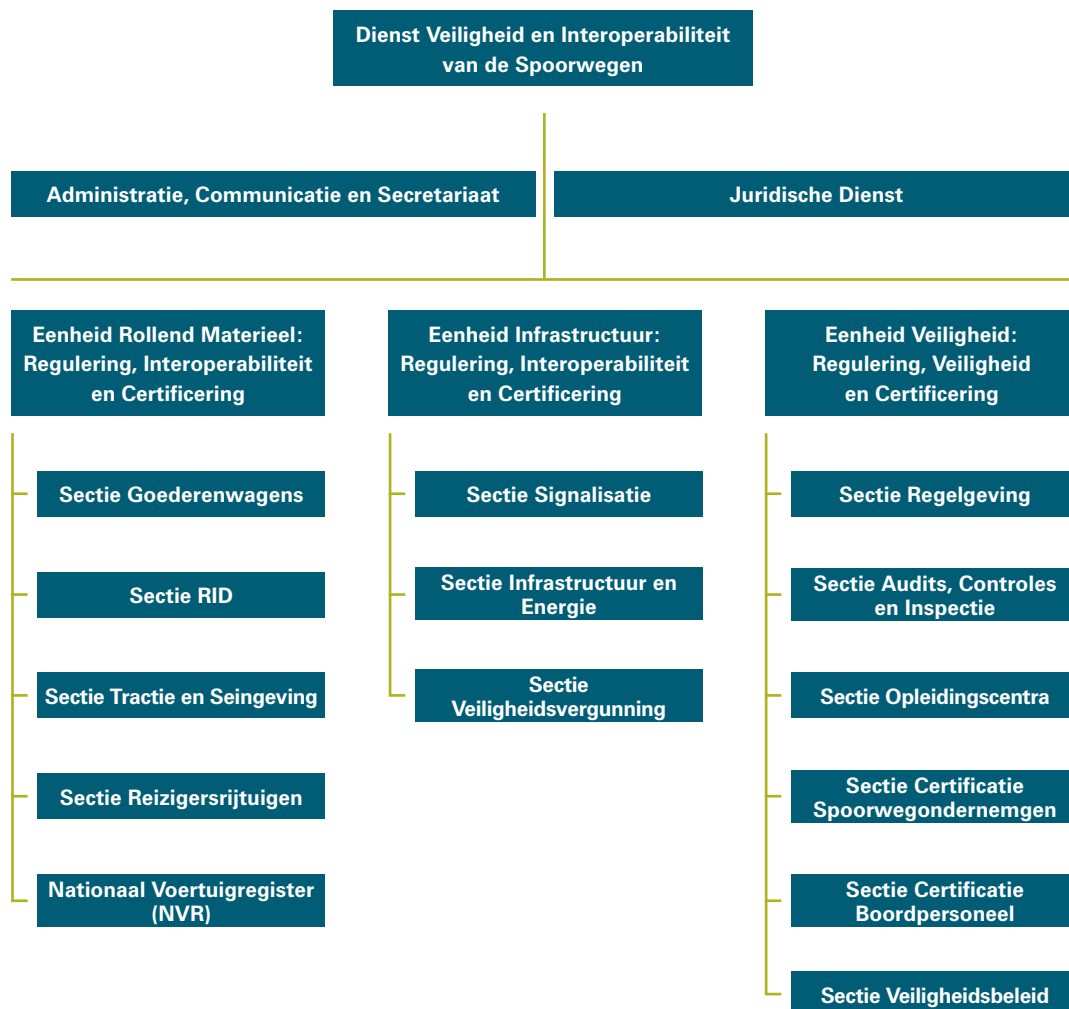 Dienst Veiligheid en Interoperabiliteit
van de Spoorwegen
Administratie, Communicatie en Secretariaat
Juridische Dienst
Eenheid Rollend Materieel:
Regulering, Interoperabiliteit
en Certificering
Sectie Goederenwagens
Sectie RID
Sectie Tractie en Seingeving
Sectie Reizigersrijtuigen
Nationaal Voertuigregister
(NVR)
Eenheid Infrastructuur:
Regulering, Interoperabiliteit
en Certificering
Sectie Signalisatie
Sectie Infrastructuur en
Energie
Sectie
Veiligheidsvergunning
Eenheid Veiligheid:
Regulering, Veiligheid
en Certificering
Sectie Regelgeving
Sectie Audits, Controles
en Inspectie
Sectie Opleidingscentra
Sectie Certificatie
Spoorwegondernemgen
Sectie Certificatie
Boordpersoneel
Sectie Veiligheidsbeleid